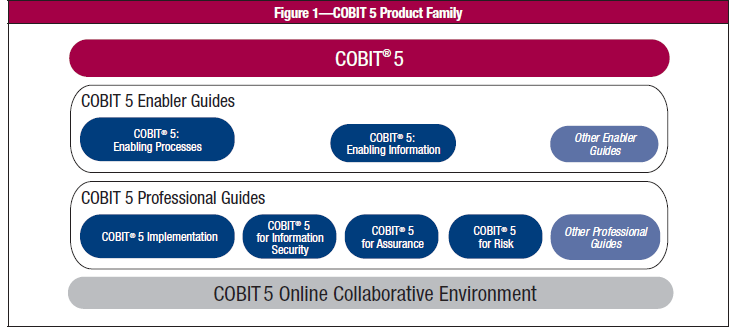 Figure 1—COBIT 5 Product Family
COBIT® 5
COBIT 5 Enabler Guides
COBIT® 5:
Enabling Processes
COBIT® 5:
Enabling Information
Other Enabler
Guides
COBIT 5 Professional Guides
COBIT® 5 Implementation
COBIT® 5
for Information
Security
COBIT® 5
for Assurance
COBIT® 5
for Risk
Other Professional
Guides
COBIT 5 Online Collaborative Environment